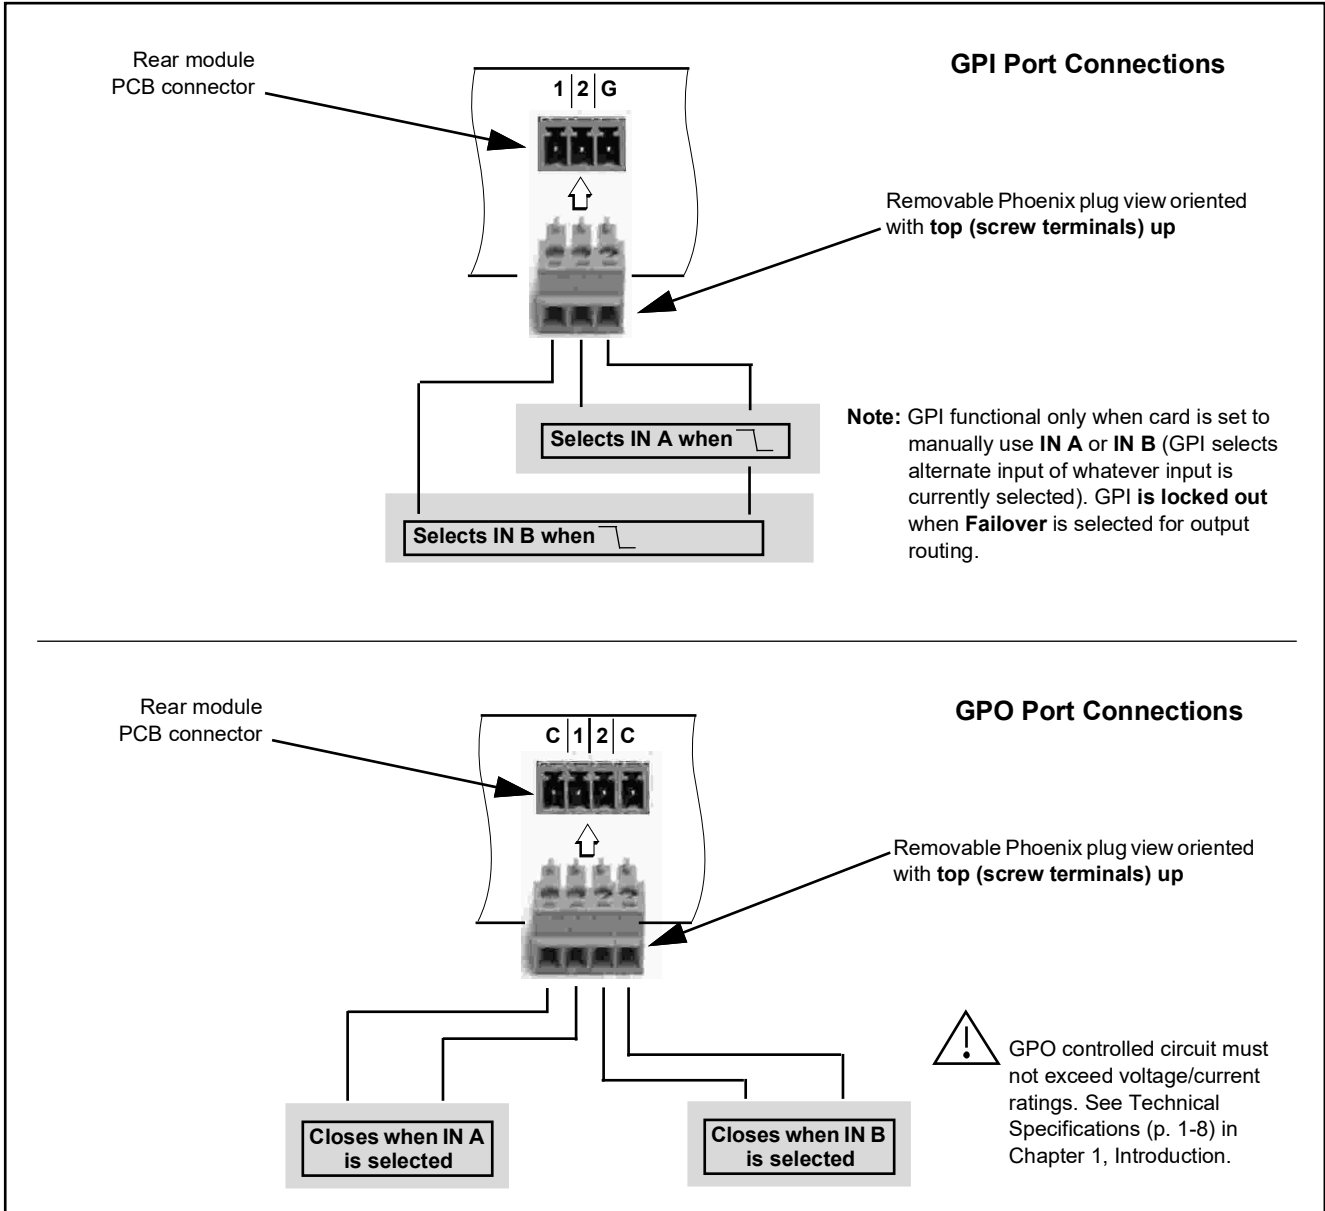 GPI Port Connections
Rear module
PCB connector
1 2 G
Removable Phoenix plug view oriented
with top (screw terminals) up
Selects IN A when
Selects IN B when
Note: GPI functional only when card is set to
manually use IN A or IN B (GPI selects
alternate input of whatever input is
currently selected). GPI is locked out
when Failover is selected for output
routing.
GPO Port Connections
Rear module
PCB connector
C 1 2 C
Removable Phoenix plug view oriented
with top (screw terminals) up
Closes when IN A
is selected
Closes when IN B
is selected
GPO controlled circuit must
not exceed voltage/current
ratings. See Technical
Specifications (p. 1-8) in
Chapter 1, Introduction.